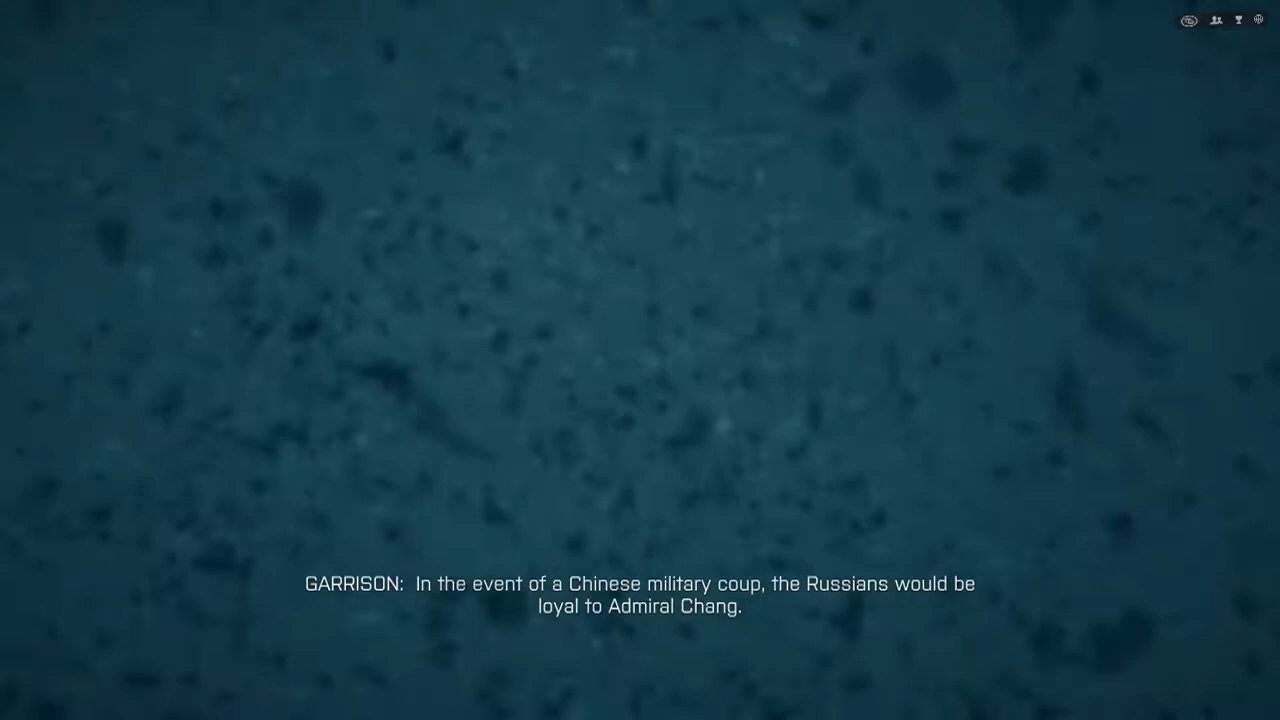 GARRISON: In the event of a Chinese military coup, the Russians would be
loyal to Admiral Chang.